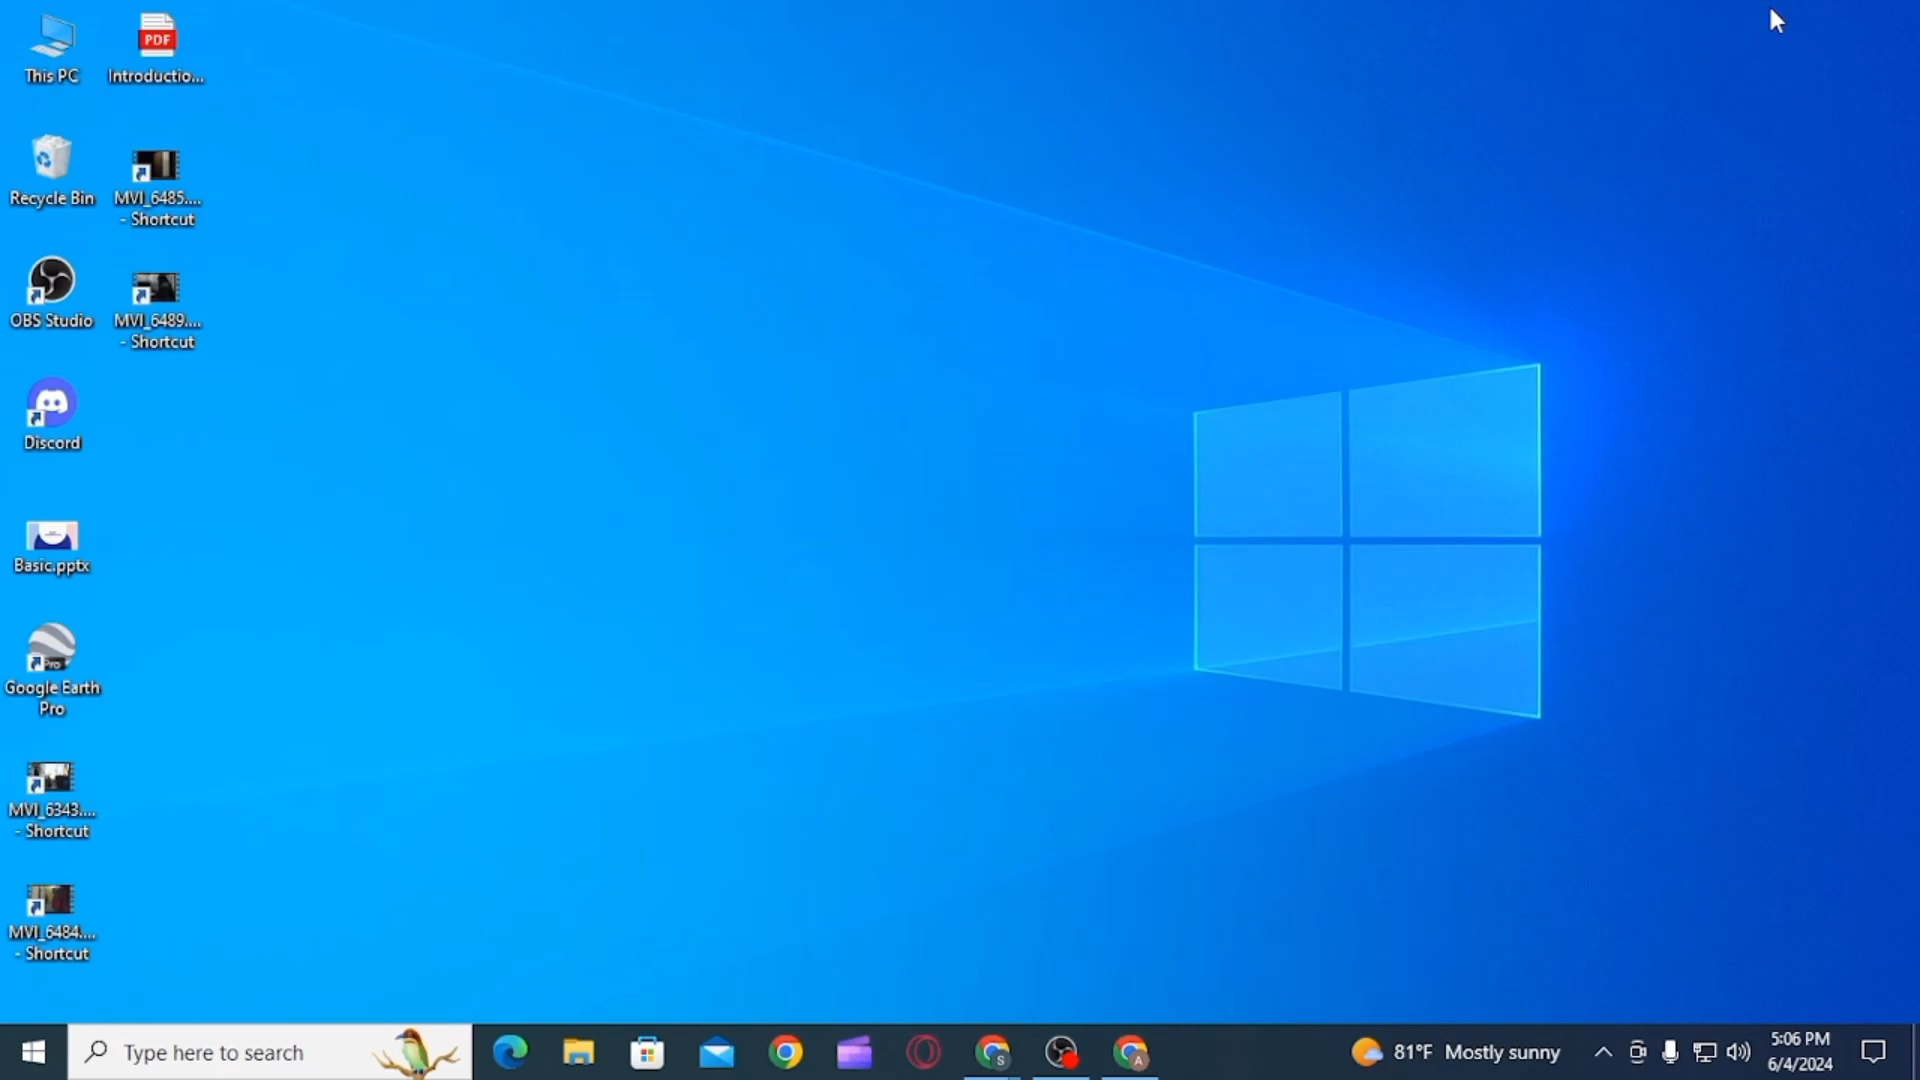 This PC
PDF
Introductio...
Recycle Bin
MVI_6485....
- Shortcut
OBS Studio
MVI_6489....
- Shortcut
Discord
Basic.pptx
Pro
Google Earth
Pro
MVI_6343....
- Shortcut
MVI_6484....
- Shortcut
Type here to search
S
A
81°F Mostly sunny
5:06 PM
6/4/2024